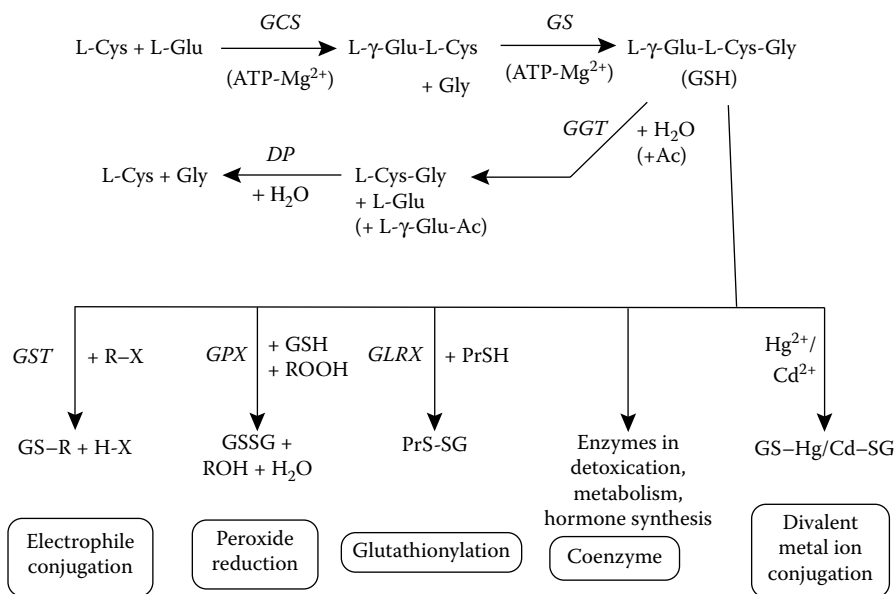 GCS
GS
L-Cys + L-Glu
L-γ-Glu-L-Cys
L-γ-Glu-L-Cys-Gly
(ATP-Mg²⁺)
+ Gly
(ATP-Mg²⁺)
(GSH)
GGT
+ H₂O
(+Ac)
DP
L-Cys + Gly
L-Cys-Gly
+ H₂O
+ L-Glu
(+ L-γ-Glu-Ac)
GST
+ R–X
GPX
+ GSH
+ ROOH
GLRX
+ PrSH
Hg²⁺/
Cd²⁺
GS–R + H-X
GSSG +
ROH + H₂O
PrS-SG
Enzymes in
detoxication,
metabolism,
hormone synthesis
GS–Hg/Cd–SG
Electrophile
conjugation
Peroxide
reduction
Glutathionylation
Coenzyme
Divalent
metal ion
conjugation